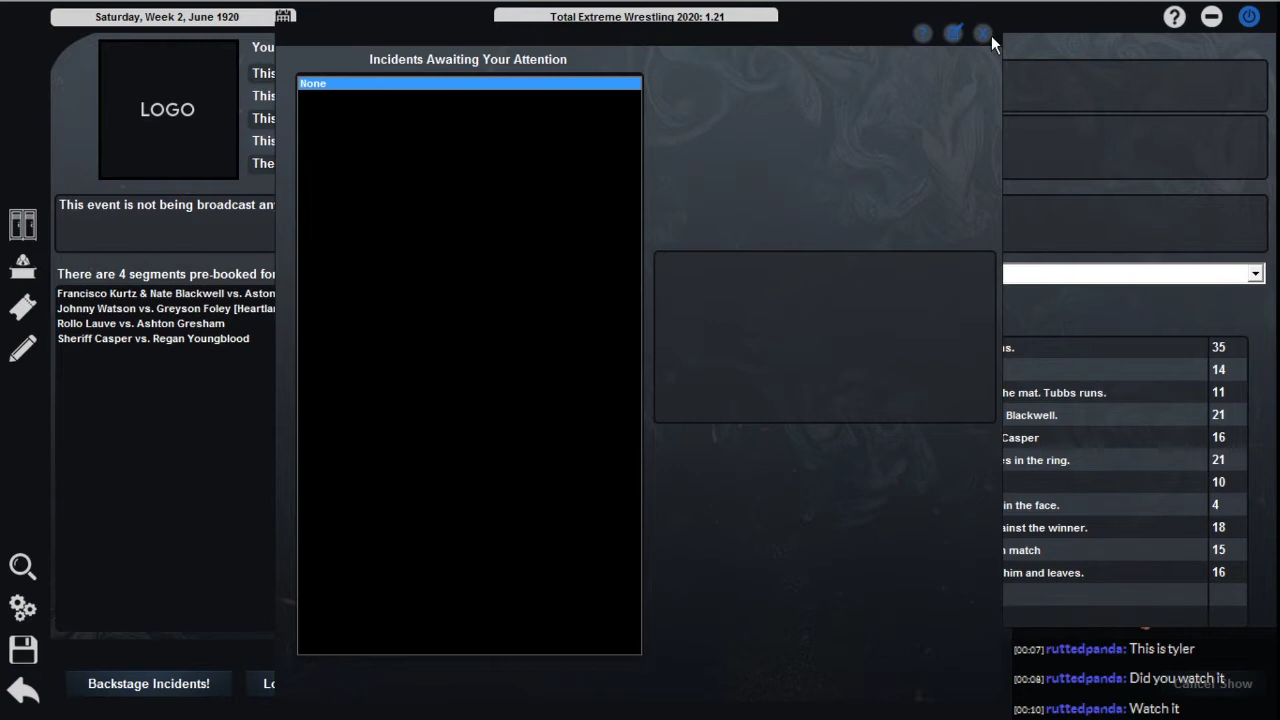 Saturday, Week 2, June 1920
Total Extreme Wrestling 2020: 1.21
LOGO
You
This
This
This
This
The
Incidents Awaiting Your Attention
None
This event is not being broadcast an
There are 4 segments pre-booked for
Francisco Kurtz & Nate Blackwell vs. Aston
Johnny Watson vs. Greyson Foley [Heartlan
Rollo Lauve vs. Ashton Gresham
Sheriff Casper vs. Regan Youngblood
s. 35
14
he mat. Tubbs runs. 11
Blackwell. 21
Casper 16
s in the ring. 21
10
in the face. 4
ainst the winner. 18
match 15
him and leaves. 16
Backstage Incidents!
Lo
Cancel Show
[00:07] ruttedpanda: This is tyler
[00:08] ruttedpanda: Did you watch it
[00:10] ruttedpanda: Watch it